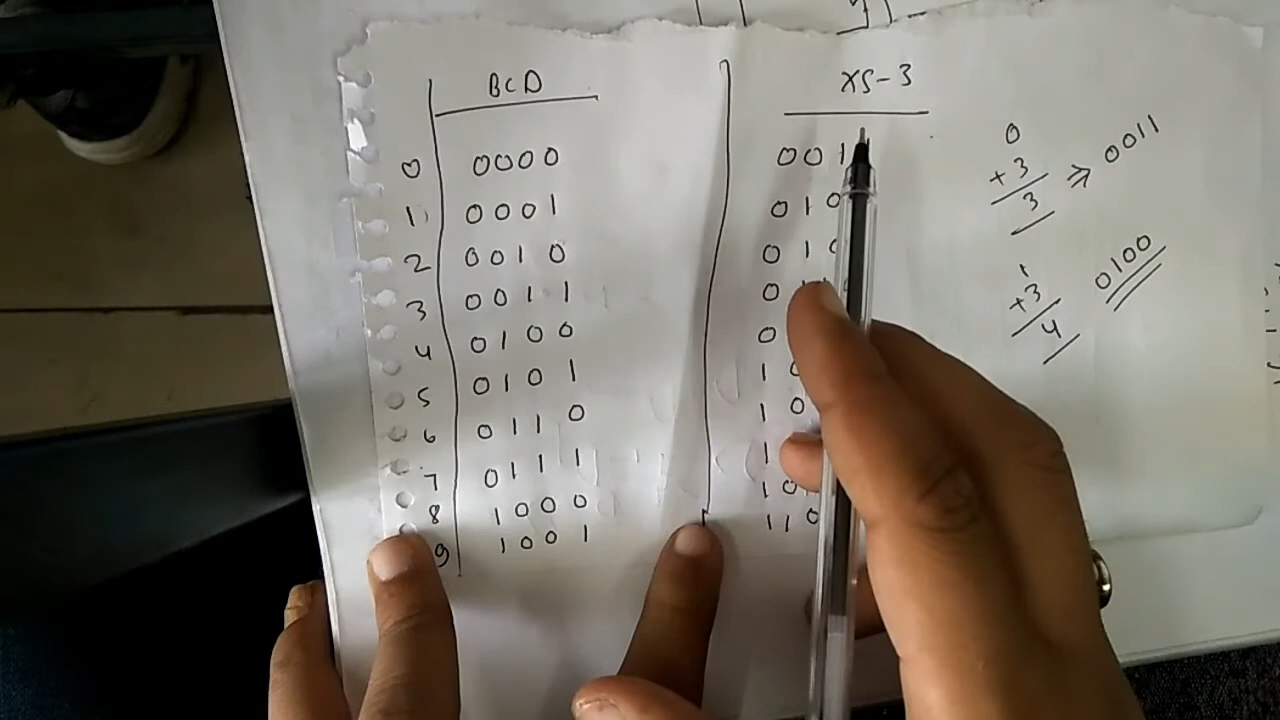 BCD XS-3
0 0000 001
1 0001 010
2 0010 01
3 0011 0
4 0100 0
5 0101 1
6 0110 10
7 0111 1
8 1000 10
9 1001 110
0
+3
3 ⇒ 0011
1
+3
4 0100